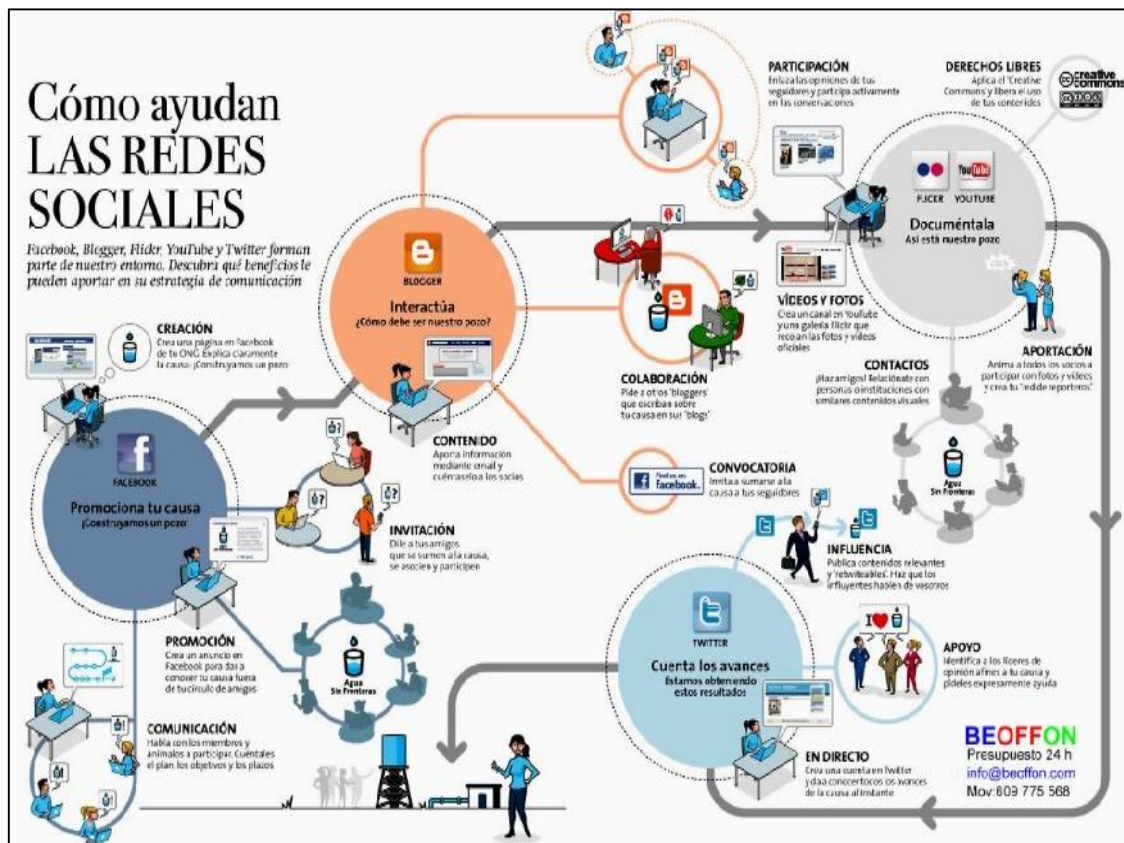 Cómo ayudan
LAS REDES
SOCIALES
Facebook, Blogger, Flickr, YouTube y Twitter forman
parte de nuestro entorno. Descubra qué beneficios le
pueden aportar en su estrategia de comunicación
CREACIÓN
Crea una página en Facebook
de tu ONG Explica claramente
la causa: ¡Construyamos un pozo
FACEBOOK
Promociona tu causa
¡Construyamos un pozo
INVITACIÓN
Dile a tus amigos
que se sumen a la causa,
se asocien y participen
PROMOCIÓN
Crea un anuncio en
Facebook para dar a
conocer tu causa fuera
de tu círculo de amigos
Agua
Sin Fronteras
COMUNICACIÓN
Habla con los miembros y
anímalos a participar. Cuéntales
el plan, los objetivos y los plazos
BLOGGER
Interactúa
¿Cómo debe ser nuestro pozo?
CONTENIDO
Aporta información
mediante email y
cuéntaselo a los socios
PARTICIPACIÓN
Enlaza las opiniones de tus
seguidores y participa activamente
en las conversaciones
COLABORACIÓN
Pide a otros 'bloggers'
que escriban sobre
tu causa en sus 'blogs'
Find us on
facebook.
CONVOCATORIA
Invita a sumarse a la
causa a tus seguidores
DERECHOS LIBRES
Aplica el 'Creative
Commons' y libera el uso
de tus contenidos
creative
commons
FLICKR
YouTube
YOUTUBE
Documéntala
Así está nuestro pozo
VÍDEOS Y FOTOS
Crea un canal en YouTube
y una galería Flickr que
recojan las fotos y vídeos
oficiales
APORTACIÓN
Anima a todos los socios a
participar con fotos y vídeos
y crea tu 'red de reporteros'
CONTACTOS
¡Haz amigos! Relaciónate con
personas o instituciones con
similares contenidos visuales
Agua
Sin Fronteras
TWITTER
Cuenta los avances
Estamos obteniendo
estos resultados
INFLUENCIA
Publica contenidos relevantes
y 'retwiteables'. Haz que los
influyentes hablen de vosotros
I
APOYO
Identifica a los líderes de
opinión afines a tu causa y
pídeles expresamente ayuda
EN DIRECTO
Crea una cuenta en Twitter
y da a conocer todos los avances
de la causa al instante
BEOFFON
Presupuesto 24 h
info@beoffon.com
Mov:609 775 568